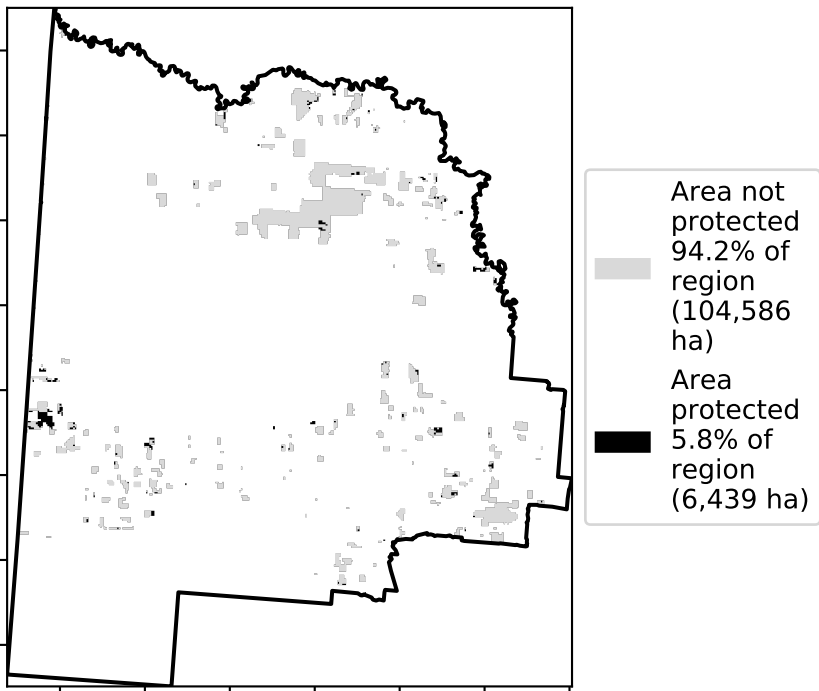 Area not
protected
94.2% of
region
(104,586
ha)
Area
protected
5.8% of
region
(6,439 ha)